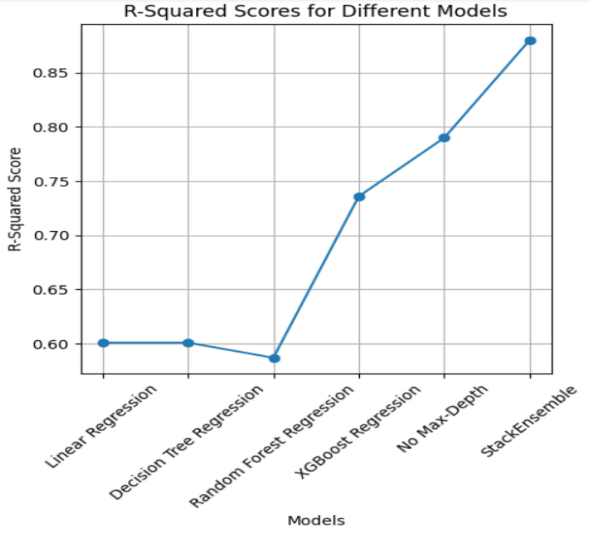 R-Squared Scores for Different Models
R-Squared Score
0.85
0.80
0.75
0.70
0.65
0.60
Linear Regression
Decision Tree Regression
Random Forest Regression
XGBoost Regression
No Max-Depth
StackEnsemble
Models